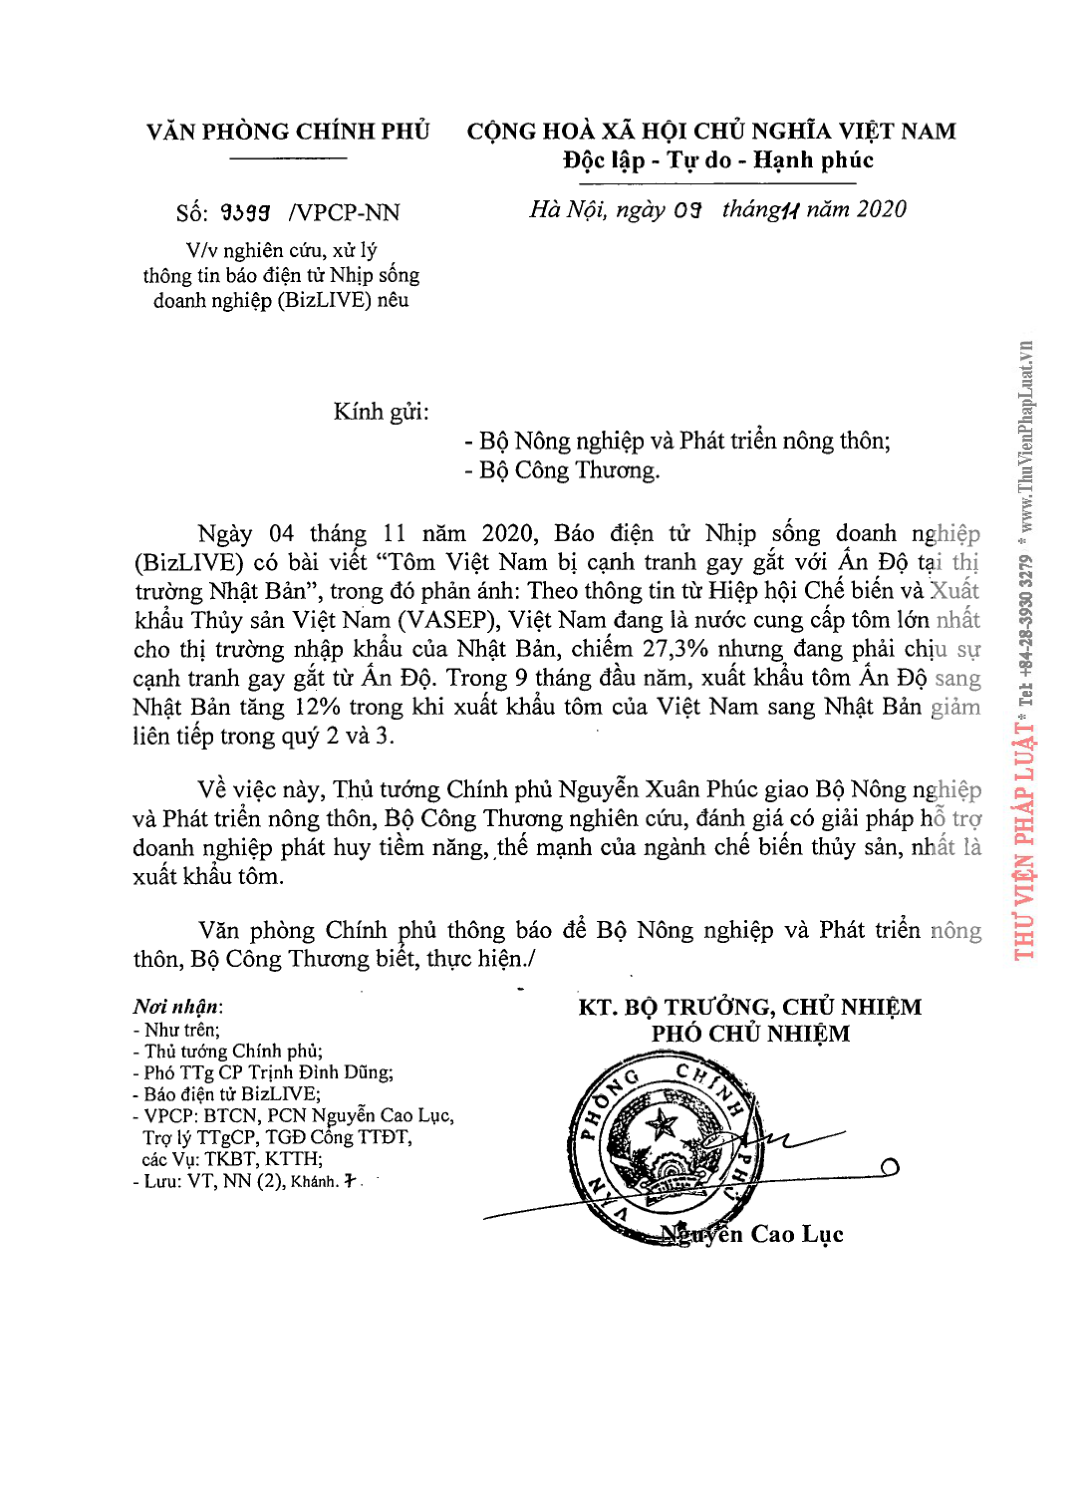 VĂN PHÒNG CHÍNH PHỦ
CỘNG HOÀ XÃ HỘI CHỦ NGHĨA VIỆT NAM
Độc lập - Tự do - Hạnh phúc
Số: 9399 /VPCP-NN
Hà Nội, ngày 09 tháng 11 năm 2020
V/v nghiên cứu, xử lý
thông tin báo điện tử Nhịp sống
doanh nghiệp (BizLIVE) nêu
Kính gửi:
- Bộ Nông nghiệp và Phát triển nông thôn;
- Bộ Công Thương.
Ngày 04 tháng 11 năm 2020, Báo điện tử Nhịp sống doanh nghiệp
(BizLIVE) có bài viết “Tôm Việt Nam bị cạnh tranh gay gắt với Ấn Độ tại thị
trường Nhật Bản”, trong đó phản ánh: Theo thông tin từ Hiệp hội Chế biến và Xuất
khẩu Thủy sản Việt Nam (VASEP), Việt Nam đang là nước cung cấp tôm lớn nhất
cho thị trường nhập khẩu của Nhật Bản, chiếm 27,3% nhưng đang phải chịu sự
cạnh tranh gay gắt từ Ấn Độ. Trong 9 tháng đầu năm, xuất khẩu tôm Ấn Độ sang
Nhật Bản tăng 12% trong khi xuất khẩu tôm của Việt Nam sang Nhật Bản giảm
liên tiếp trong quý 2 và 3.
Về việc này, Thủ tướng Chính phủ Nguyễn Xuân Phúc giao Bộ Nông nghiệp
và Phát triển nông thôn, Bộ Công Thương nghiên cứu, đánh giá có giải pháp hỗ trợ
doanh nghiệp phát huy tiềm năng, thế mạnh của ngành chế biến thủy sản, nhất là
xuất khẩu tôm.
Văn phòng Chính phủ thông báo để Bộ Nông nghiệp và Phát triển nông
thôn, Bộ Công Thương biết, thực hiện./
Nơi nhận:
- Như trên;
- Thủ tướng Chính phủ;
- Phó TTg CP Trịnh Đình Dũng;
- Báo điện tử BizLIVE;
- VPCP: BTCN, PCN Nguyễn Cao Lục,
Trợ lý TTgCP, TGĐ Cổng TTĐT,
các Vụ: TKBT, KTTH;
- Lưu: VT, NN (2), Khánh. 7.
KT. BỘ TRƯỞNG, CHỦ NHIỆM
PHÓ CHỦ NHIỆM
VĂN PHÒNG CHÍNH PHỦ
Nguyễn Cao Lục
THƯ VIỆN PHÁP LUẬT * Tel: +84-28-3930 3279 * www.ThuVienPhapLuat.vn